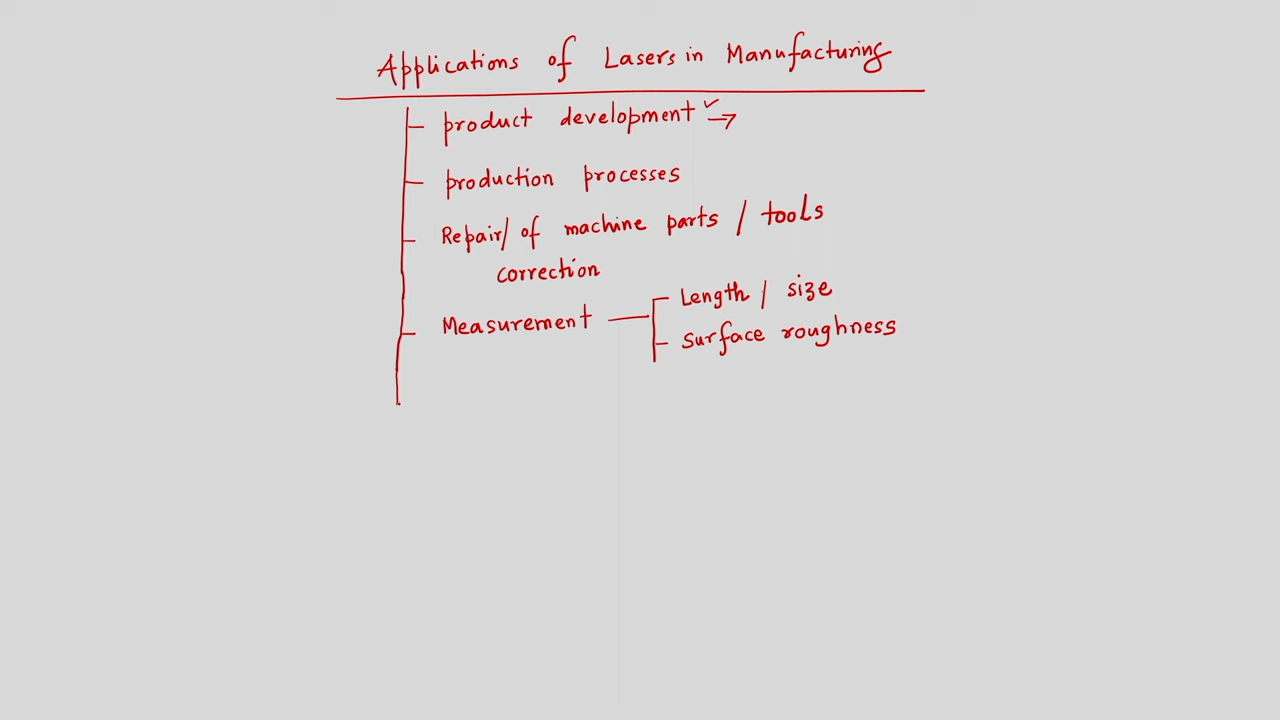 Applications of Lasers in Manufacturing
product development ✓ →
production processes
Repair/ of machine parts / tools
correction
Measurement
Length / size
surface roughness